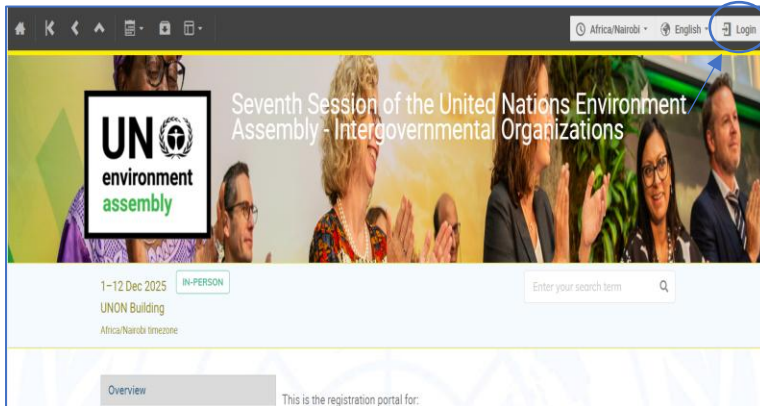 Africa/Nairobi
English
Login
Seventh Session of the United Nations Environment
Assembly - Intergovernmental Organizations
UN
environment
assembly
1–12 Dec 2025
IN-PERSON
UNON Building
Africa/Nairobi timezone
Enter your search term
Overview
This is the registration portal for: